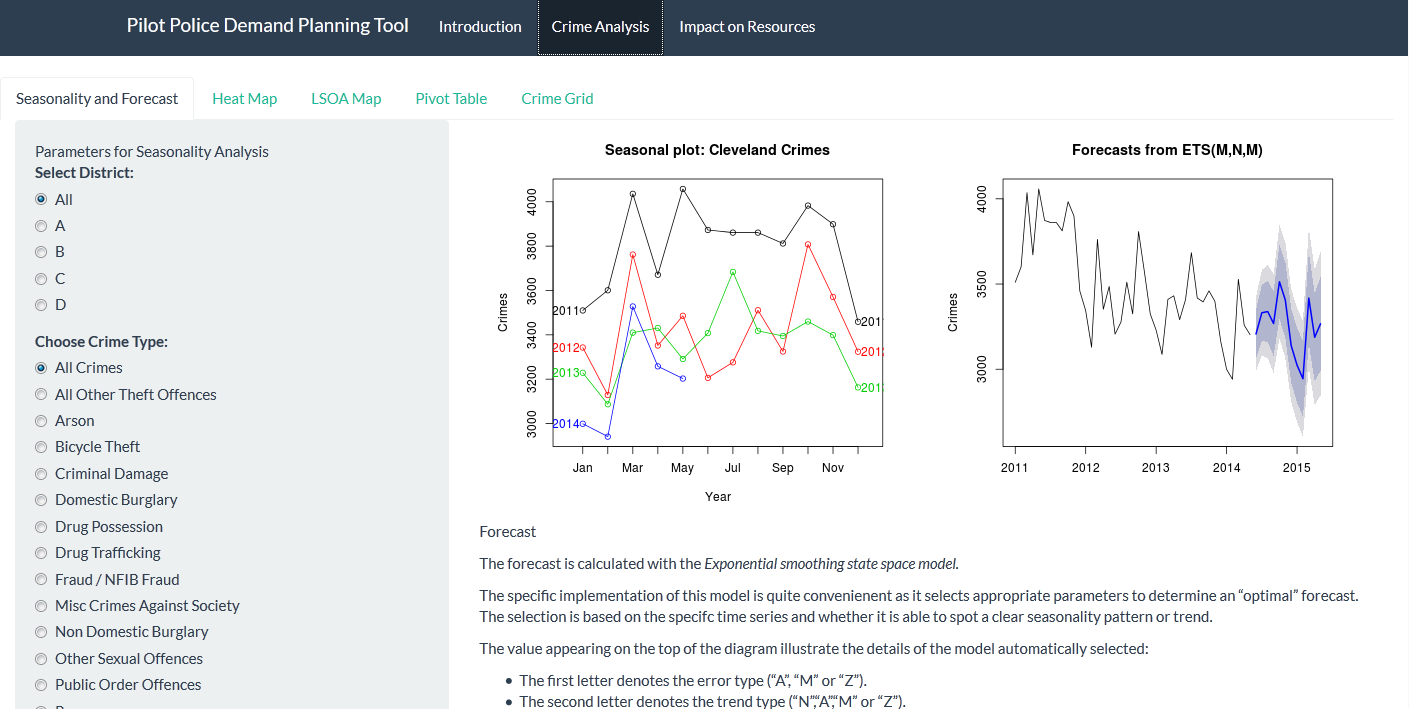 Pilot Police Demand Planning Tool Introduction Crime Analysis Impact on Resources
Seasonality and Forecast Heat Map LSOA Map Pivot Table Crime Grid
Parameters for Seasonality Analysis
Select District:
All
A
B
C
D
Choose Crime Type:
All Crimes
All Other Theft Offences
Arson
Bicycle Theft
Criminal Damage
Domestic Burglary
Drug Possession
Drug Trafficking
Fraud / NFIB Fraud
Misc Crimes Against Society
Non Domestic Burglary
Other Sexual Offences
Public Order Offences
Seasonal plot: Cleveland Crimes
Crimes
4000
3800
3600
3400
3200
3000
2011
2012
2013
2014
201
201
201
Jan Mar May Jul Sep Nov
Year
Forecasts from ETS(M,N,M)
Crimes
4000
3500
3000
2011 2012 2013 2014 2015
Forecast
The forecast is calculated with the Exponential smoothing state space model.
The specific implementation of this model is quite convenienent as it selects appropriate parameters to determine an “optimal” forecast.
The selection is based on the specifc time series and whether it is able to spot a clear seasonality pattern or trend.
The value appearing on the top of the diagram illustrate the details of the model automatically selected:
• The first letter denotes the error type (“A”, “M” or “Z”).
• The second letter denotes the trend type (“N”,“A”,“M” or “Z”).